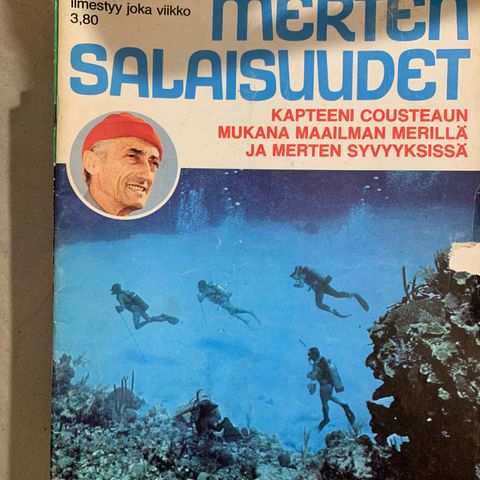 Ilmestyy joka viikko
3,80
MERTEN
SALAISUUDET
KAPTEENI COUSTEAUN
MUKANA MAAILMAN MERILLÄ
JA MERTEN SYVYYKSISSÄ